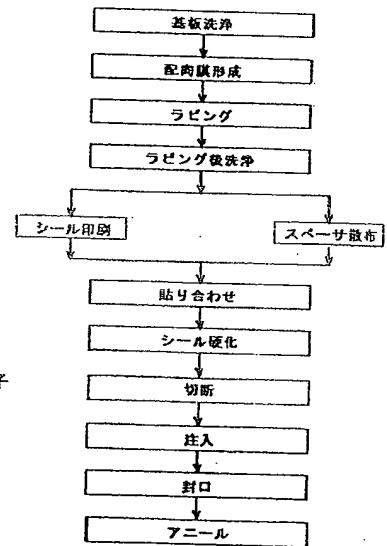 基板洗浄
配向膜形成
ラビング
ラビング後洗浄
シール印刷
スペーサ散布
貼り合わせ
シール硬化
子
切断
注入
封口
アニール